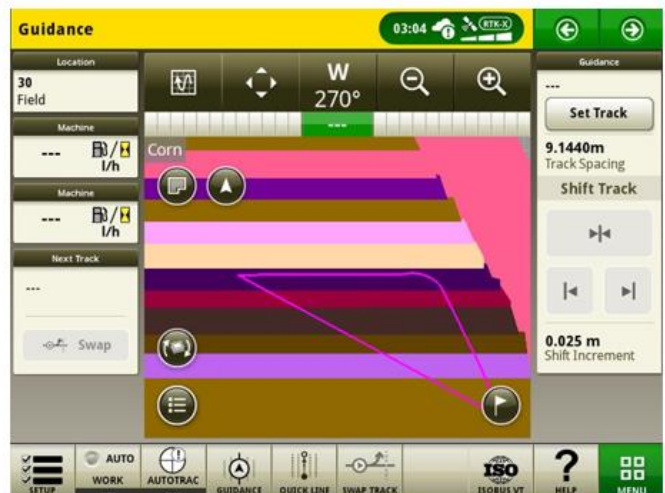 Guidance
03:04
RTK-X
Location
30
Field
Machine
---
l/h
Machine
---
l/h
Next Track
---
Swap
W
270°
---
Corn
Guidance
---
Set Track
9.1440m
Track Spacing
Shift Track
0.025 m
Shift Increment
SETUP
AUTO
WORK
AUTOTRAC
GUIDANCE
QUICK LINE
SWAP TRACK
ISO
ISOBUS VT
?
HELP
MENU